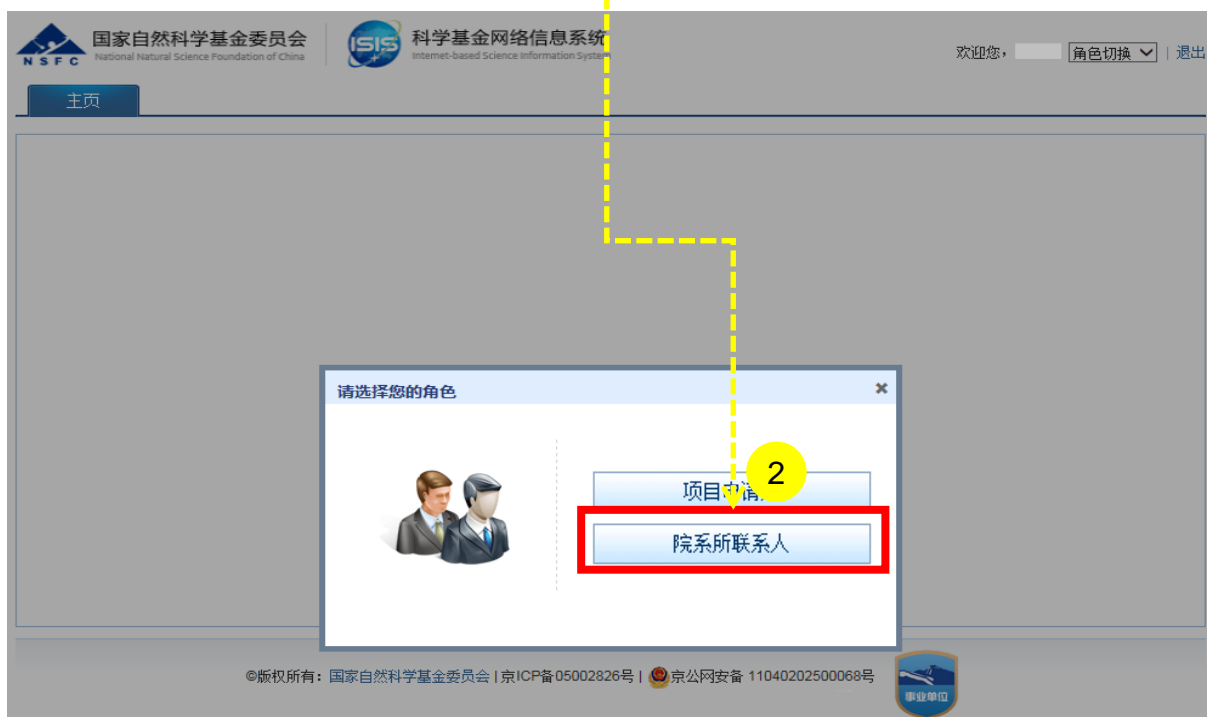 国家自然科学基金委员会
National Natural Science Foundation of China
NSFC
ISIS
科学基金网络信息系统
Internet-based Science Information System
欢迎您， 角色切换 | 退出
主页
请选择您的角色
2
项目申请
院系所联系人
©版权所有：国家自然科学基金委员会 | 京ICP备05002826号 | 京公网安备 11040202500068号
事业单位